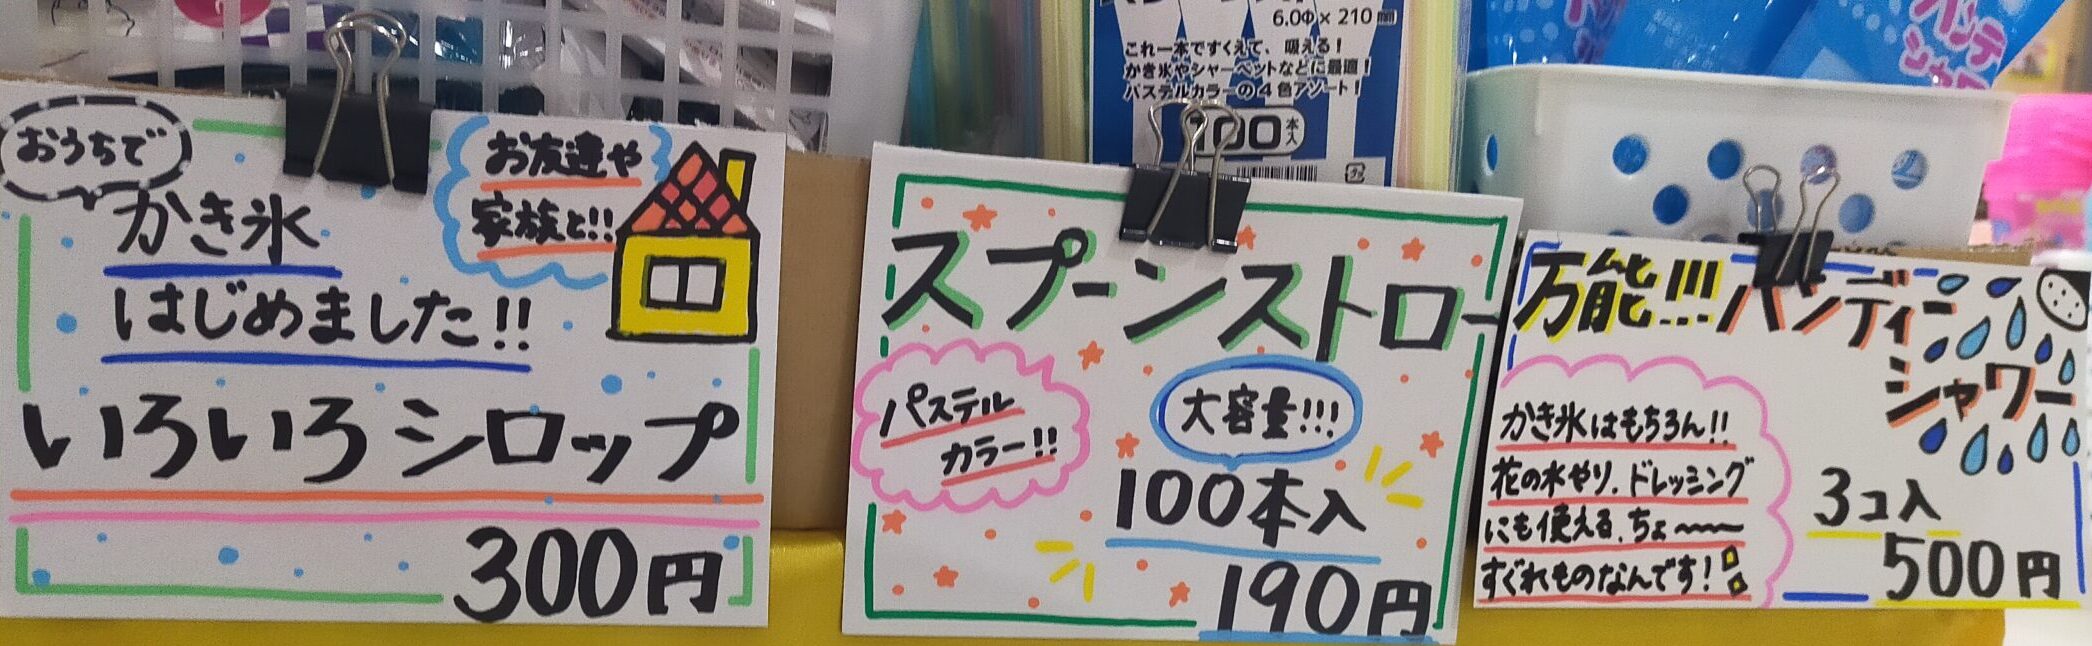 おうちで
かき氷
はじめました!!
お友達や
家族と!!
いろいろシロップ
300円
6.0Φ×210㎜
これ一本ですくえて、吸える!
かき氷やシャーベットなどに最適!
パステルカラーの4色アソート!
100本入
スプーンストロー
パステル
カラー!!
大容量!!!
100本入
190円
万能!!!ハンディー
シャワー
かき氷はもちろん!!
花の水やり、ドレッシング
にも使える、ちょ〜〜
すぐれものなんです!
3コ入
500円
ハンディ